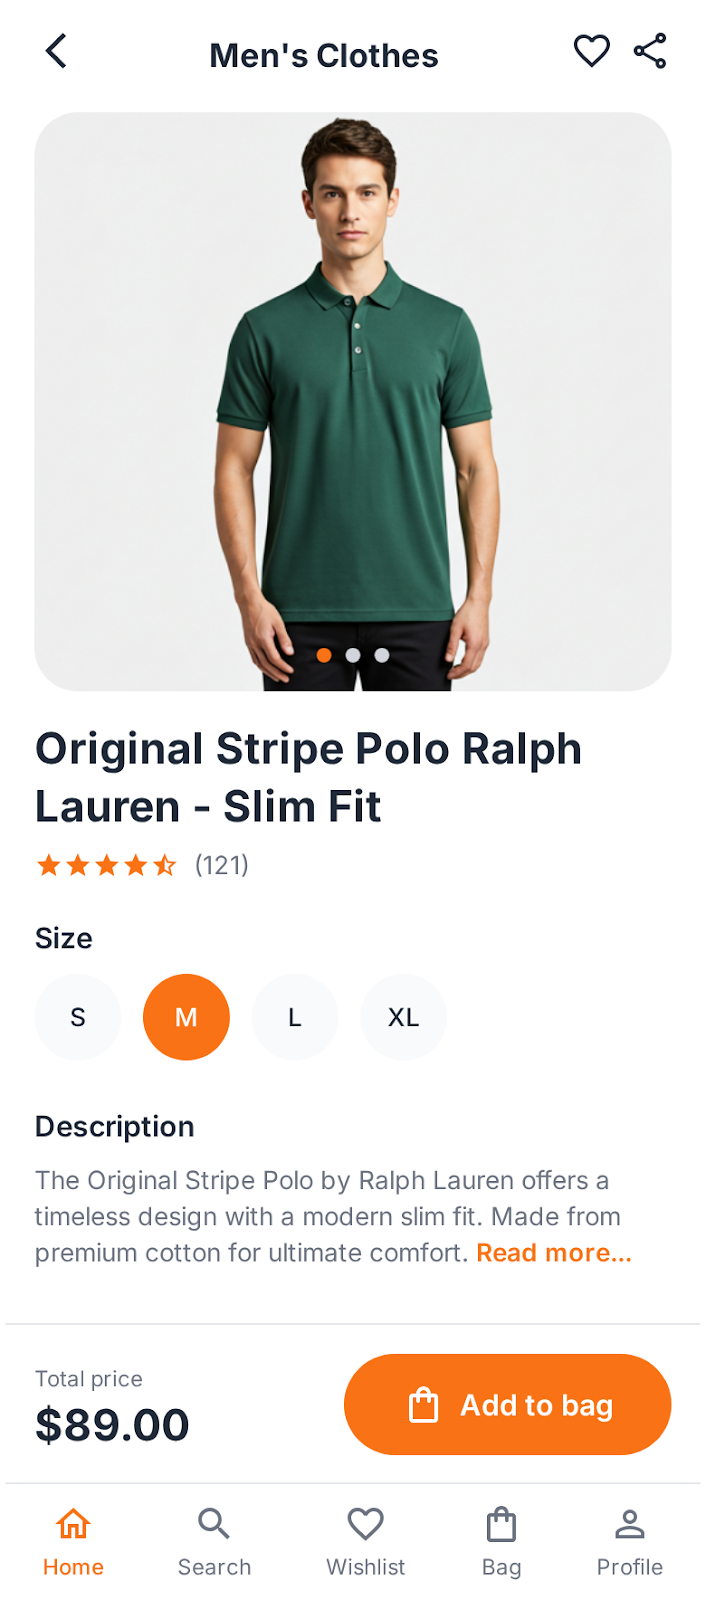 Men's Clothes
Original Stripe Polo Ralph
Lauren - Slim Fit
(121)
Size
S
M
L
XL
Description
The Original Stripe Polo by Ralph Lauren offers a
timeless design with a modern slim fit. Made from
premium cotton for ultimate comfort. Read more...
Total price
$89.00
Add to bag
Home
Search
Wishlist
Bag
Profile